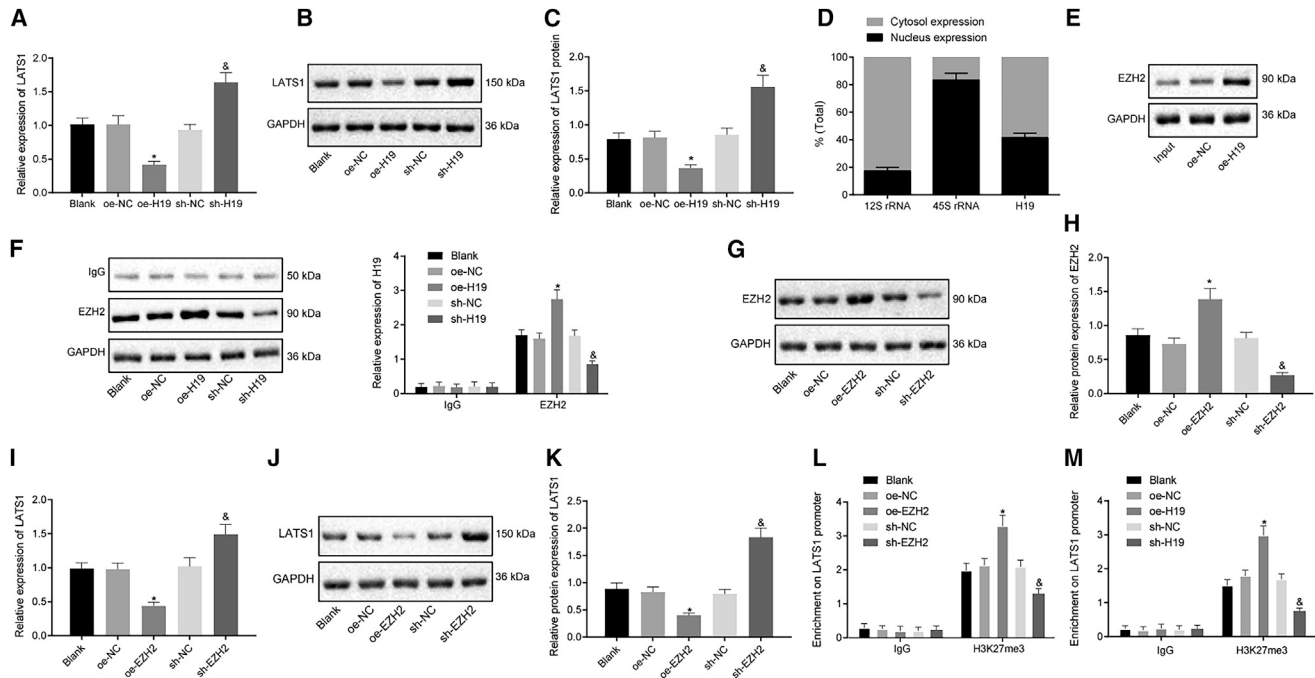 A
Relative expression of LATS1
2.0
1.5
1.0
0.5
0.0
*
&
Blank
oe-NC
oe-H19
sh-NC
sh-H19
B
LATS1
150 kDa
GAPDH
36 kDa
Blank
oe-NC
oe-H19
sh-NC
sh-H19
C
Relative expression of LATS1 protein
2.0
1.5
1.0
0.5
0.0
*
&
Blank
oe-NC
oe-H19
sh-NC
sh-H19
D
Cytosol expression
Nucleus expression
% (Total)
100
80
60
40
20
0
12S rRNA
45S rRNA
H19
E
EZH2
90 kDa
GAPDH
36 kDa
Input
oe-NC
oe-H19
F
IgG
50 kDa
EZH2
90 kDa
GAPDH
36 kDa
Blank
oe-NC
oe-H19
sh-NC
sh-H19
Relative expression of H19
4
3
2
1
0
Blank
oe-NC
oe-H19
sh-NC
sh-H19
*
&
IgG
EZH2
G
EZH2
90 kDa
GAPDH
36 kDa
Blank
oe-NC
oe-EZH2
sh-NC
sh-EZH2
H
Relative protein expression of EZH2
2.0
1.5
1.0
0.5
0.0
*
&
Blank
oe-NC
oe-EZH2
sh-NC
sh-EZH2
I
Relative expression of LATS1
2.0
1.5
1.0
0.5
0.0
*
&
Blank
oe-NC
oe-EZH2
sh-NC
sh-EZH2
J
LATS1
150 kDa
GAPDH
36 kDa
Blank
oe-NC
oe-EZH2
sh-NC
sh-EZH2
K
Relative protein expression of LATS1
2.5
2.0
1.5
1.0
0.5
0.0
*
&
Blank
oe-NC
oe-EZH2
sh-NC
sh-EZH2
L
Enrichment on LATS1 promoter
4
3
2
1
0
Blank
oe-NC
oe-EZH2
sh-NC
sh-EZH2
*
&
IgG
H3K27me3
M
Enrichment on LATS1 promoter
4
3
2
1
0
Blank
oe-NC
oe-H19
sh-NC
sh-H19
*
&
IgG
H3K27me3